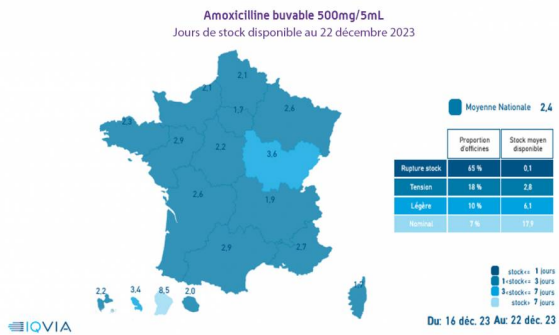 Amoxicilline buvable 500mg/5mL
Jours de stock disponible au 22 décembre 2023
2,1
2,1
2,6
1,3
2,3
2,9
2,2
3,6
2,6
1,9
2,9
2,7
2,2
3,4
8,5
2,0
Moyenne Nationale 2,4
Proportion d'officines
Stock moyen disponible
Rupture stock 65 % 0,1
Tension 18 % 2,8
Légère 10 % 6,1
Nominal 7 % 17,9
stock<= 1 jours
1<stock<= 3 jours
3<stock<= 7 jours
stock> 7 jours
Du: 16 déc. 23 Au: 22 déc. 23
IQVIA